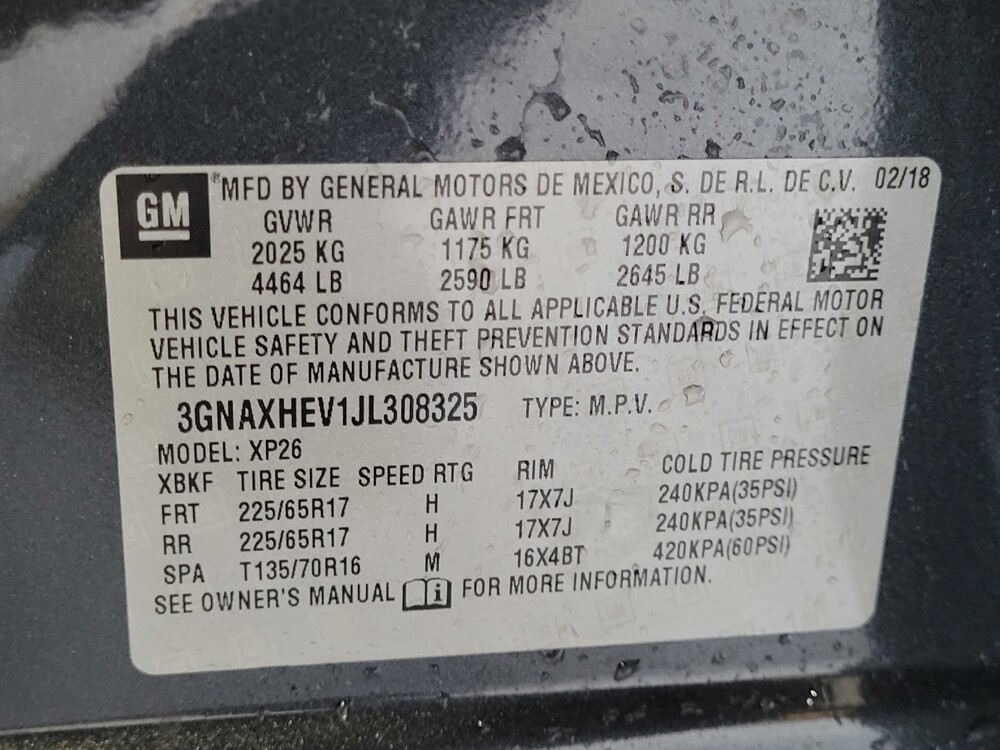 GM ®MFD BY GENERAL MOTORS DE MEXICO, S. DE R.L. DE C.V. 02/18
GVWR GAWR FRT GAWR RR
2025 KG 1175 KG 1200 KG
4464 LB 2590 LB 2645 LB
THIS VEHICLE CONFORMS TO ALL APPLICABLE U.S. FEDERAL MOTOR
VEHICLE SAFETY AND THEFT PREVENTION STANDARDS IN EFFECT ON
THE DATE OF MANUFACTURE SHOWN ABOVE.
3GNAXHEV1JL308325 TYPE: M.P.V.
MODEL: XP26
XBKF TIRE SIZE SPEED RTG RIM COLD TIRE PRESSURE
FRT 225/65R17 H 17X7J 240KPA(35PSI)
RR 225/65R17 H 17X7J 240KPA(35PSI)
SPA T135/70R16 M 16X4BT 420KPA(60PSI)
SEE OWNER'S MANUAL i FOR MORE INFORMATION.